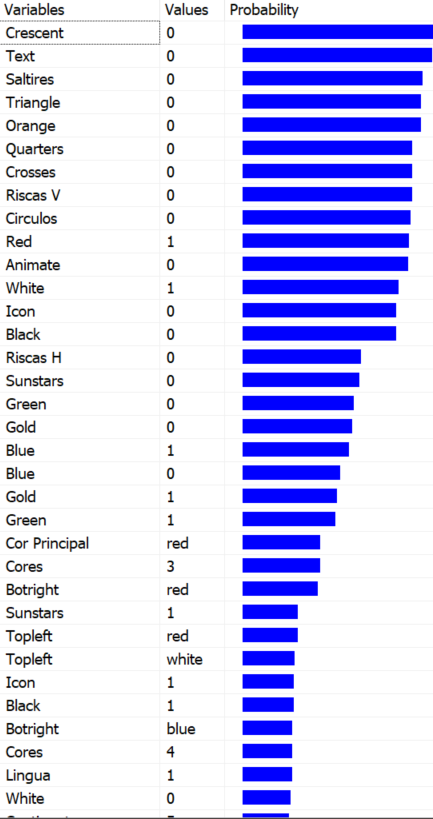 Variables Values Probability
Crescent 0
Text 0
Saltires 0
Triangle 0
Orange 0
Quarters 0
Crosses 0
Riscas V 0
Circulos 0
Red 1
Animate 0
White 1
Icon 0
Black 0
Riscas H 0
Sunstars 0
Green 0
Gold 0
Blue 1
Blue 0
Gold 1
Green 1
Cor Principal red
Cores 3
Botright red
Sunstars 1
Topleft red
Topleft white
Icon 1
Black 1
Botright blue
Cores 4
Lingua 1
White 0